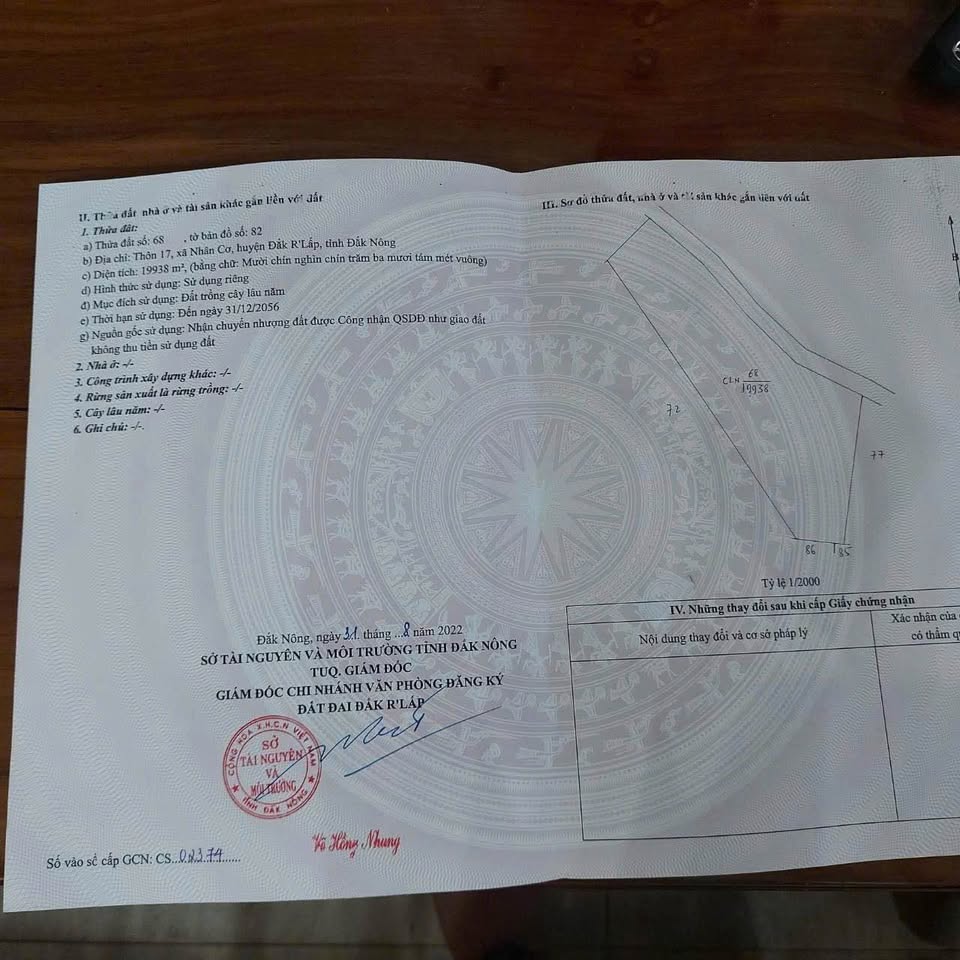 II. Thửa đất, nhà ở và tài sản khác gắn liền với đất
1. Thửa đất:
a) Thửa đất số: 68 , tờ bản đồ số: 82
b) Địa chỉ: Thôn 17, xã Nhân Cơ, huyện Đắk R'Lấp, tỉnh Đắk Nông
c) Diện tích: 19938 m², (bằng chữ: Mười chín nghìn chín trăm ba mươi tám mét vuông)
d) Hình thức sử dụng: Sử dụng riêng
đ) Mục đích sử dụng: Đất trồng cây lâu năm
e) Thời hạn sử dụng: Đến ngày 31/12/2056
g) Nguồn gốc sử dụng: Nhận chuyển nhượng đất được Công nhận QSDĐ như giao đất
không thu tiền sử dụng đất
2. Nhà ở: -/-
3. Công trình xây dựng khác: -/-
4. Rừng sản xuất là rừng trồng: -/-
5. Cây lâu năm: -/-
6. Ghi chú: -/-.
Đăk Nông, ngày 31 tháng ...8 năm 2022
SỞ TÀI NGUYÊN VÀ MÔI TRƯỜNG TỈNH ĐẮK NÔNG
TUQ. GIÁM ĐỐC
GIÁM ĐỐC CHI NHÁNH VĂN PHÒNG ĐĂNG KÝ
ĐẤT ĐAI ĐẮK R'LẤP
CỘNG HÒA X.H.C.N VIỆT NAM
SỞ
TÀI NGUYÊN
VÀ
MÔI TRƯỜNG
TỈNH ĐẮK NÔNG
Võ Hồng Nhung
Số vào sổ cấp GCN: CS...02374......
III. Sơ đồ thửa đất, nhà ở và tài sản khác gắn liền với đất
B
CLN 68
19938
72
77
86
85
Tỷ lệ 1/2000
IV. Những thay đổi sau khi cấp Giấy chứng nhận
Nội dung thay đổi và cơ sở pháp lý
Xác nhận của
có thẩm qu